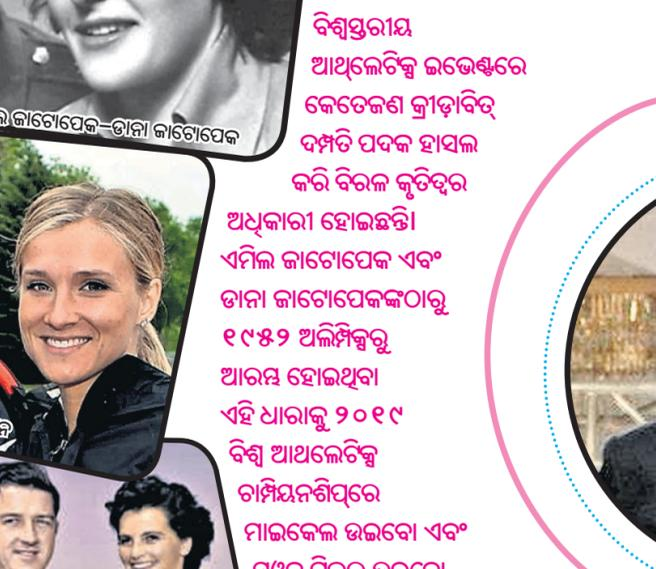 ଜାଟୋପେକ–ଡାନା ଜାଟୋପେକ
ବିଶ୍ୱସ୍ତରୀୟ
ଆଥ୍‌ଲେଟିକ୍ସ ଇଭେଣ୍ଟରେ
କେତେଜଣ କ୍ରୀଡ଼ାବିତ୍
ଦମ୍ପତି ପଦକ ହାସଲ
କରି ବିରଳ କୃତିତ୍ୱର
ଅଧିକାରୀ ହୋଇଛନ୍ତି।
ଏମିଲ ଜାଟୋପେକ ଏବଂ
ଡାନା ଜାଟୋପେକଙ୍କଠାରୁ
୧୯୫୨ ଅଲିମ୍ପିକ୍ସରୁ
ଆରମ୍ଭ ହୋଇଥିବା
ଏହି ଧାରାକୁ ୨୦୧୯
ବିଶ୍ୱ ଆଥଲେଟିକ୍ସ
ଚାମ୍ପିୟନଶିପ୍‌ରେ
ମାଇକେଲ ଉଇବୋ ଏବଂ